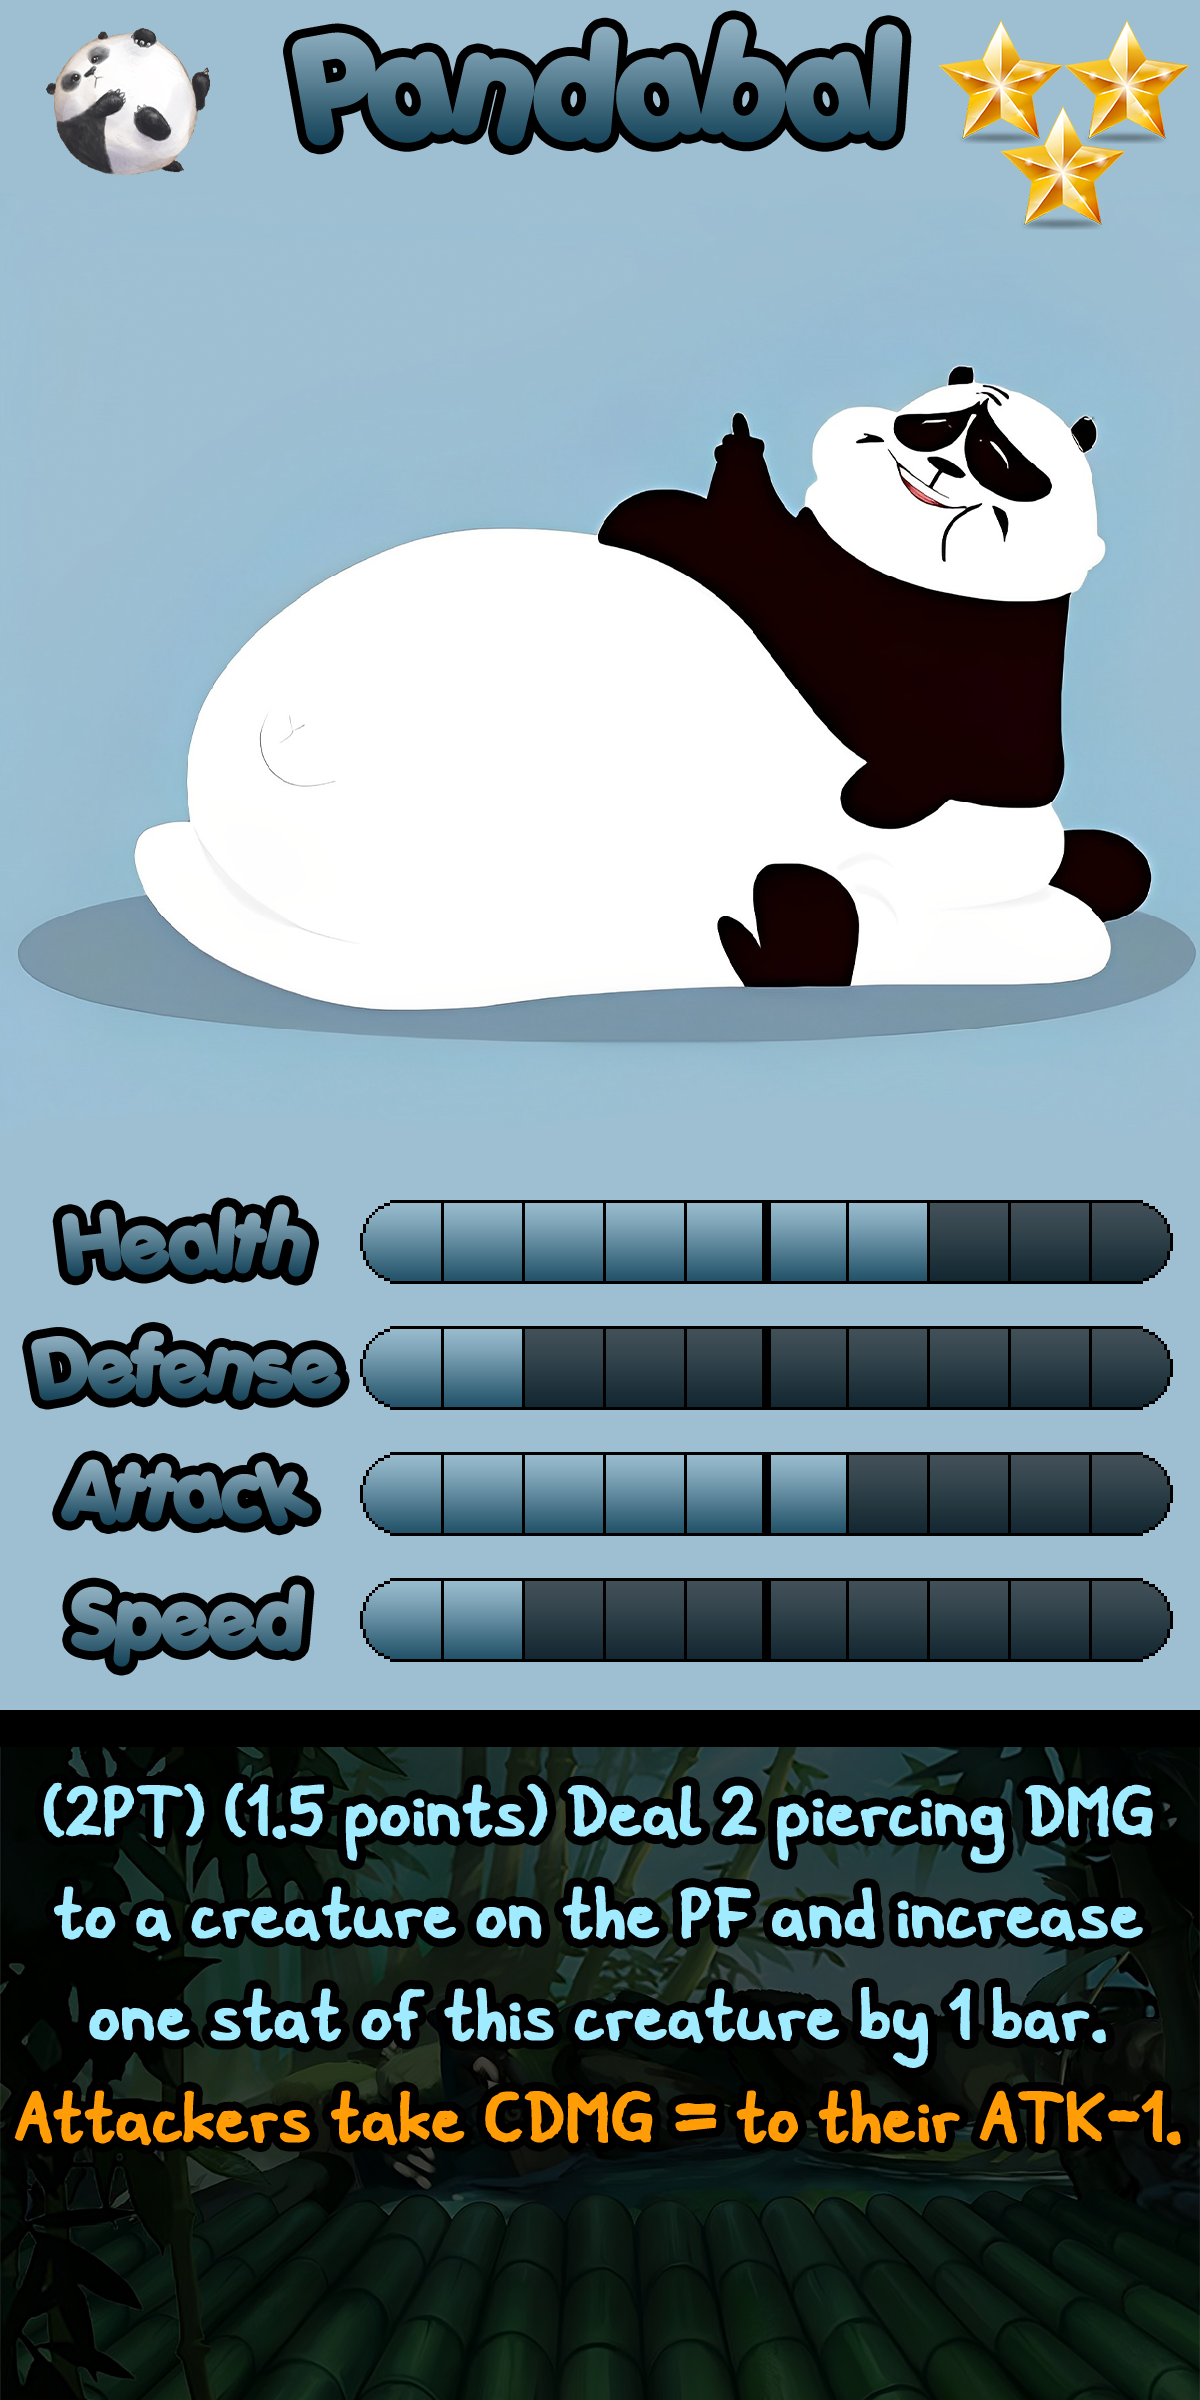 Pandabal
Health
Defense
Attack
Speed
(2PT) (1.5 points) Deal 2 piercing DMG
to a creature on the PF and increase
one stat of this creature by 1 bar.
Attackers take CDMG = to their ATK-1.